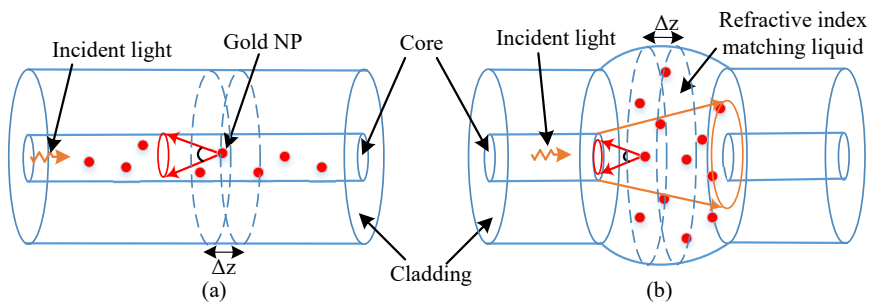 Incident light
Gold NP
Core
Incident light
Δz
Refractive index
matching liquid
Δz
Cladding
(a)
(b)